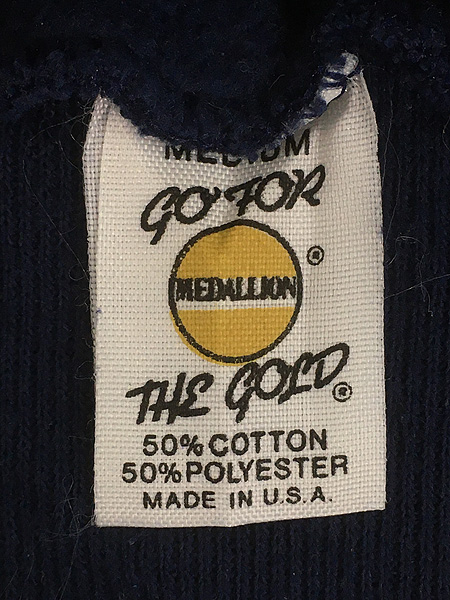 MEDIUM
GO FOR
MEDALLION ®
THE GOLD ®
50% COTTON
50% POLYESTER
MADE IN U.S.A.